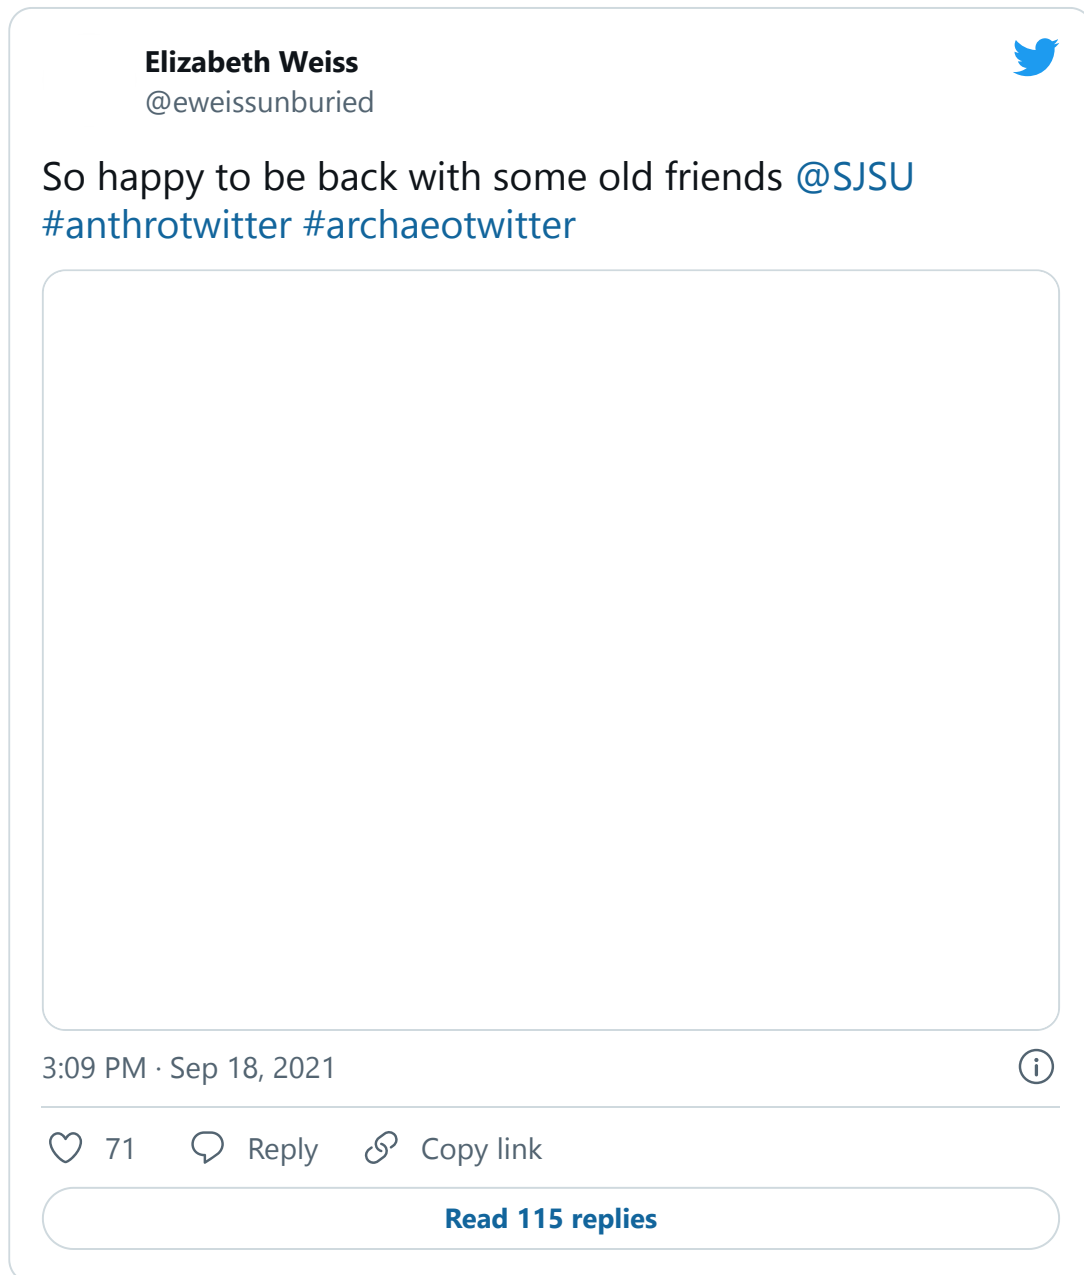 Elizabeth Weiss
@eweissunburied
So happy to be back with some old friends @SJSU
#anthrotwitter #archaeotwitter
3:09 PM · Sep 18, 2021
71 Reply Copy link
Read 115 replies